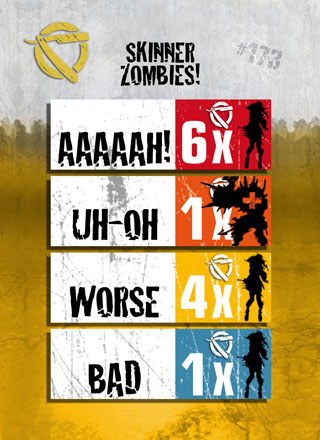 SKINNER
ZOMBIES!
#173
AAAAAH! 6X
UH-OH 1X
WORSE 4X
BAD 1X